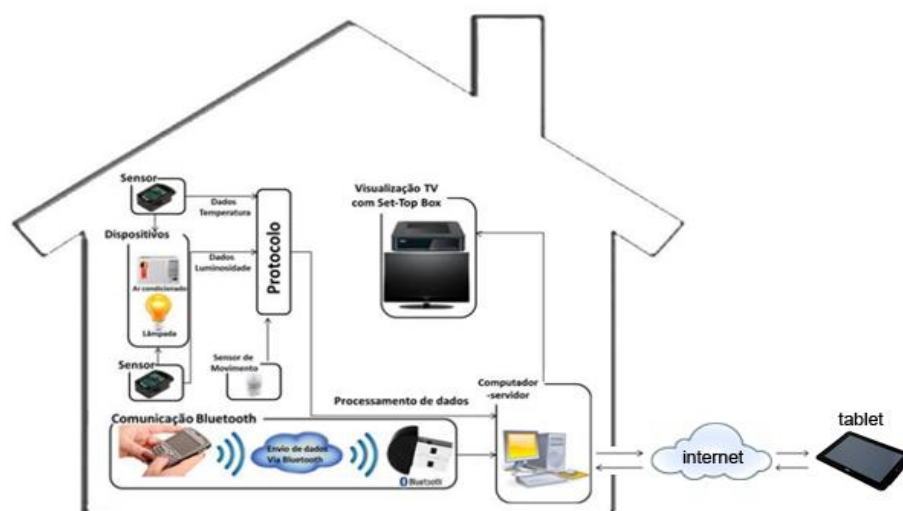 Sensor
Dados
Temperatura
Dispositivos
Dados
Luminosidade
Protocolo
Ar condicionado
Lâmpada
Sensor
Sensor de
Movimento
Visualização TV
com Set-Top Box
Processamento de dados
Computador
-servidor
Comunicação Bluetooth
Envio de dados
Via Bluetooth
Bluetooth
internet
tablet